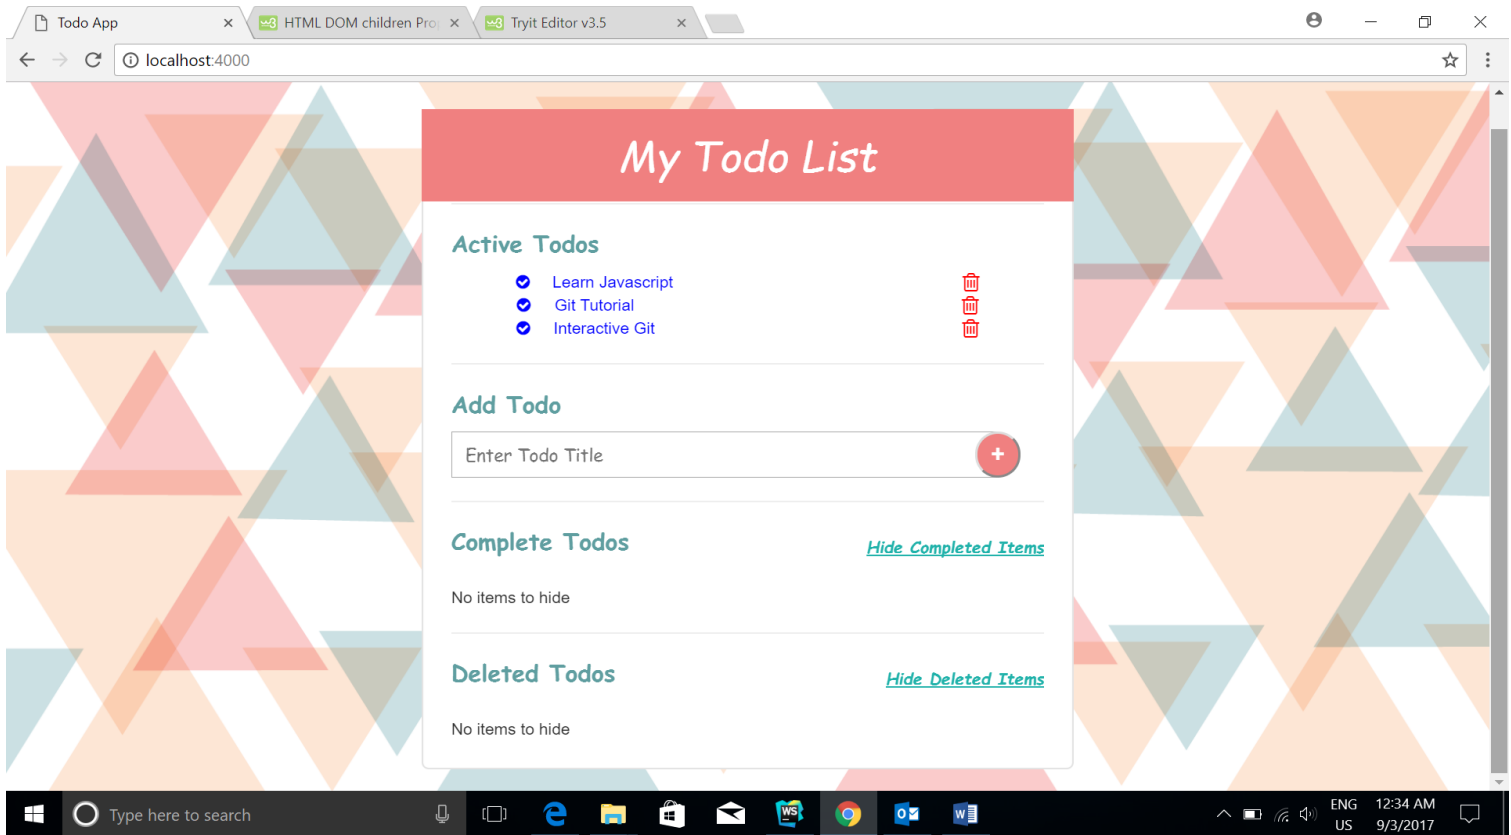 Todo App
HTML DOM children Pro
Tryit Editor v3.5
localhost:4000
My Todo List
Active Todos
Learn Javascript
Git Tutorial
Interactive Git
Add Todo
Enter Todo Title
+
Complete Todos
Hide Completed Items
No items to hide
Deleted Todos
Hide Deleted Items
No items to hide
Type here to search
WS
ENG
US
12:34 AM
9/3/2017